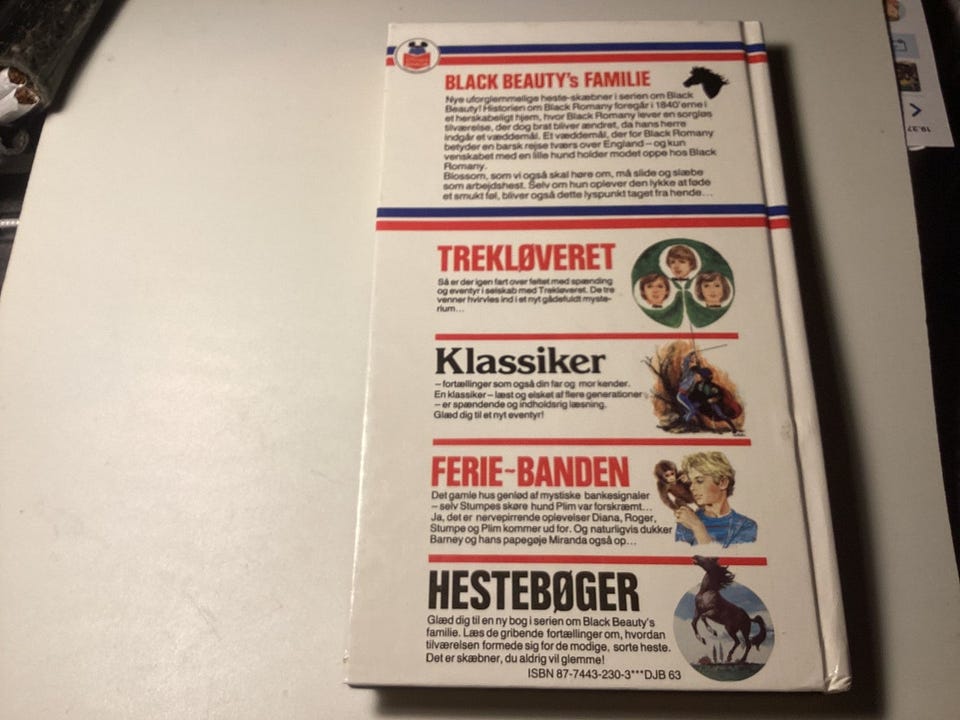 BLACK BEAUTY's FAMILIE
Nye uforglemmelige heste-skæbner i serien om Black
Beauty! Historien om Black Romany foregår i 1840'erne i
et herskabeligt hjem, hvor Black Romany lever en sorgløs
tilværelse, der dog brat bliver ændret, da hans herre
indgår et væddemål. Et væddemål, der for Black Romany
betyder en barsk rejse tværs over England – og kun
venskabet med en lille hund holder modet oppe hos Black
Romany.
Blossom, som vi også skal høre om, må slide og slæbe
som arbejdshest. Selv om hun oplever den lykke at føde
et smukt føl, bliver også dette lyspunkt taget fra hende...
TREKLØVERET
Så er der igen fart over feltet med spænding
og eventyr i selskab med Trekløveret. De tre
venner hvirvles ind i et nyt gådefuldt myste-
rium...
Klassiker
– fortællinger som også din far og mor kender.
En klassiker – læst og elsket af flere generationer
– er spændende og indholdsrig læsning.
Glæd dig til et nyt eventyr!
FERIE-BANDEN
Det gamle hus genlød af mystiske bankesignaler
– selv Stumpes skøre hund Plim var forskræmt...
Ja, det er nervepirrende oplevelser Diana, Roger,
Stumpe og Plim kommer ud for. Og naturligvis dukker
Barney og hans papegøje Miranda også op...
HESTEBØGER
Glæd dig til en ny bog i serien om Black Beauty's
familie. Læs de gribende fortællinger om, hvordan
tilværelsen formede sig for de modige, sorte heste.
Det er skæbner, du aldrig vil glemme!
ISBN 87-7443-230-3***DJB 63
19.37